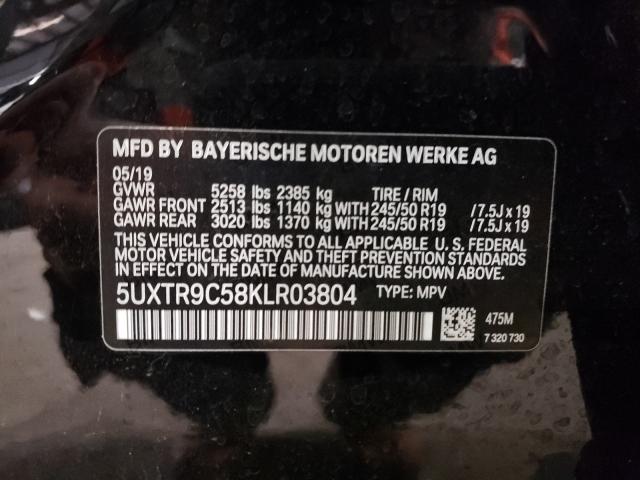 MFD BY BAYERISCHE MOTOREN WERKE AG
05/19
GVWR 5258 lbs 2385 kg TIRE / RIM
GAWR FRONT 2513 lbs 1140 kg WITH 245/50 R19 /7.5J x 19
GAWR REAR 3020 lbs 1370 kg WITH 245/50 R19 /7.5J x 19
THIS VEHICLE CONFORMS TO ALL APPLICABLE U. S. FEDERAL
MOTOR VEHICLE SAFETY AND THEFT PREVENTION STANDARDS
IN EFFECT ON THE DATE OF MANUFACTURE SHOWN ABOVE.
5UXTR9C58KLR03804 TYPE: MPV
475M
7 320 730